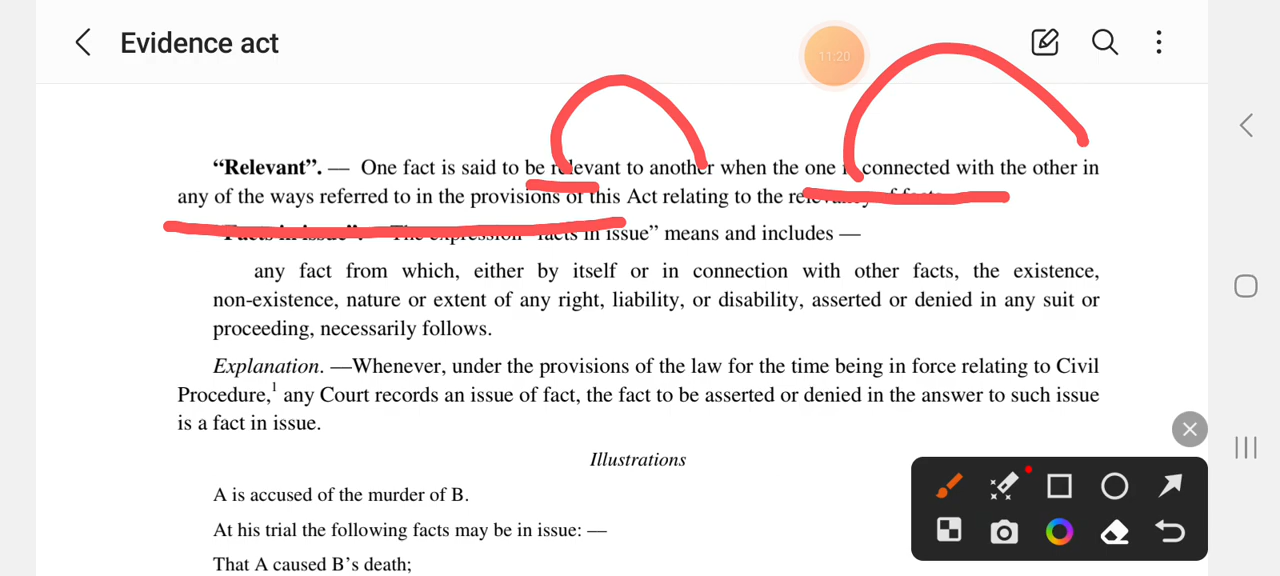 Evidence act
11:20
“Relevant”. — One fact is said to be relevant to another when the one connected with the other in
any of the ways referred to in the provisions of this Act relating to the relevancy of facts
“Facts in issue”. — The expression “facts in issue” means and includes —
any fact from which, either by itself or in connection with other facts, the existence,
non-existence, nature or extent of any right, liability, or disability, asserted or denied in any suit or
proceeding, necessarily follows.
Explanation. —Whenever, under the provisions of the law for the time being in force relating to Civil
Procedure,1 any Court records an issue of fact, the fact to be asserted or denied in the answer to such issue
is a fact in issue.
Illustrations
A is accused of the murder of B.
At his trial the following facts may be in issue: —
That A caused B’s death;